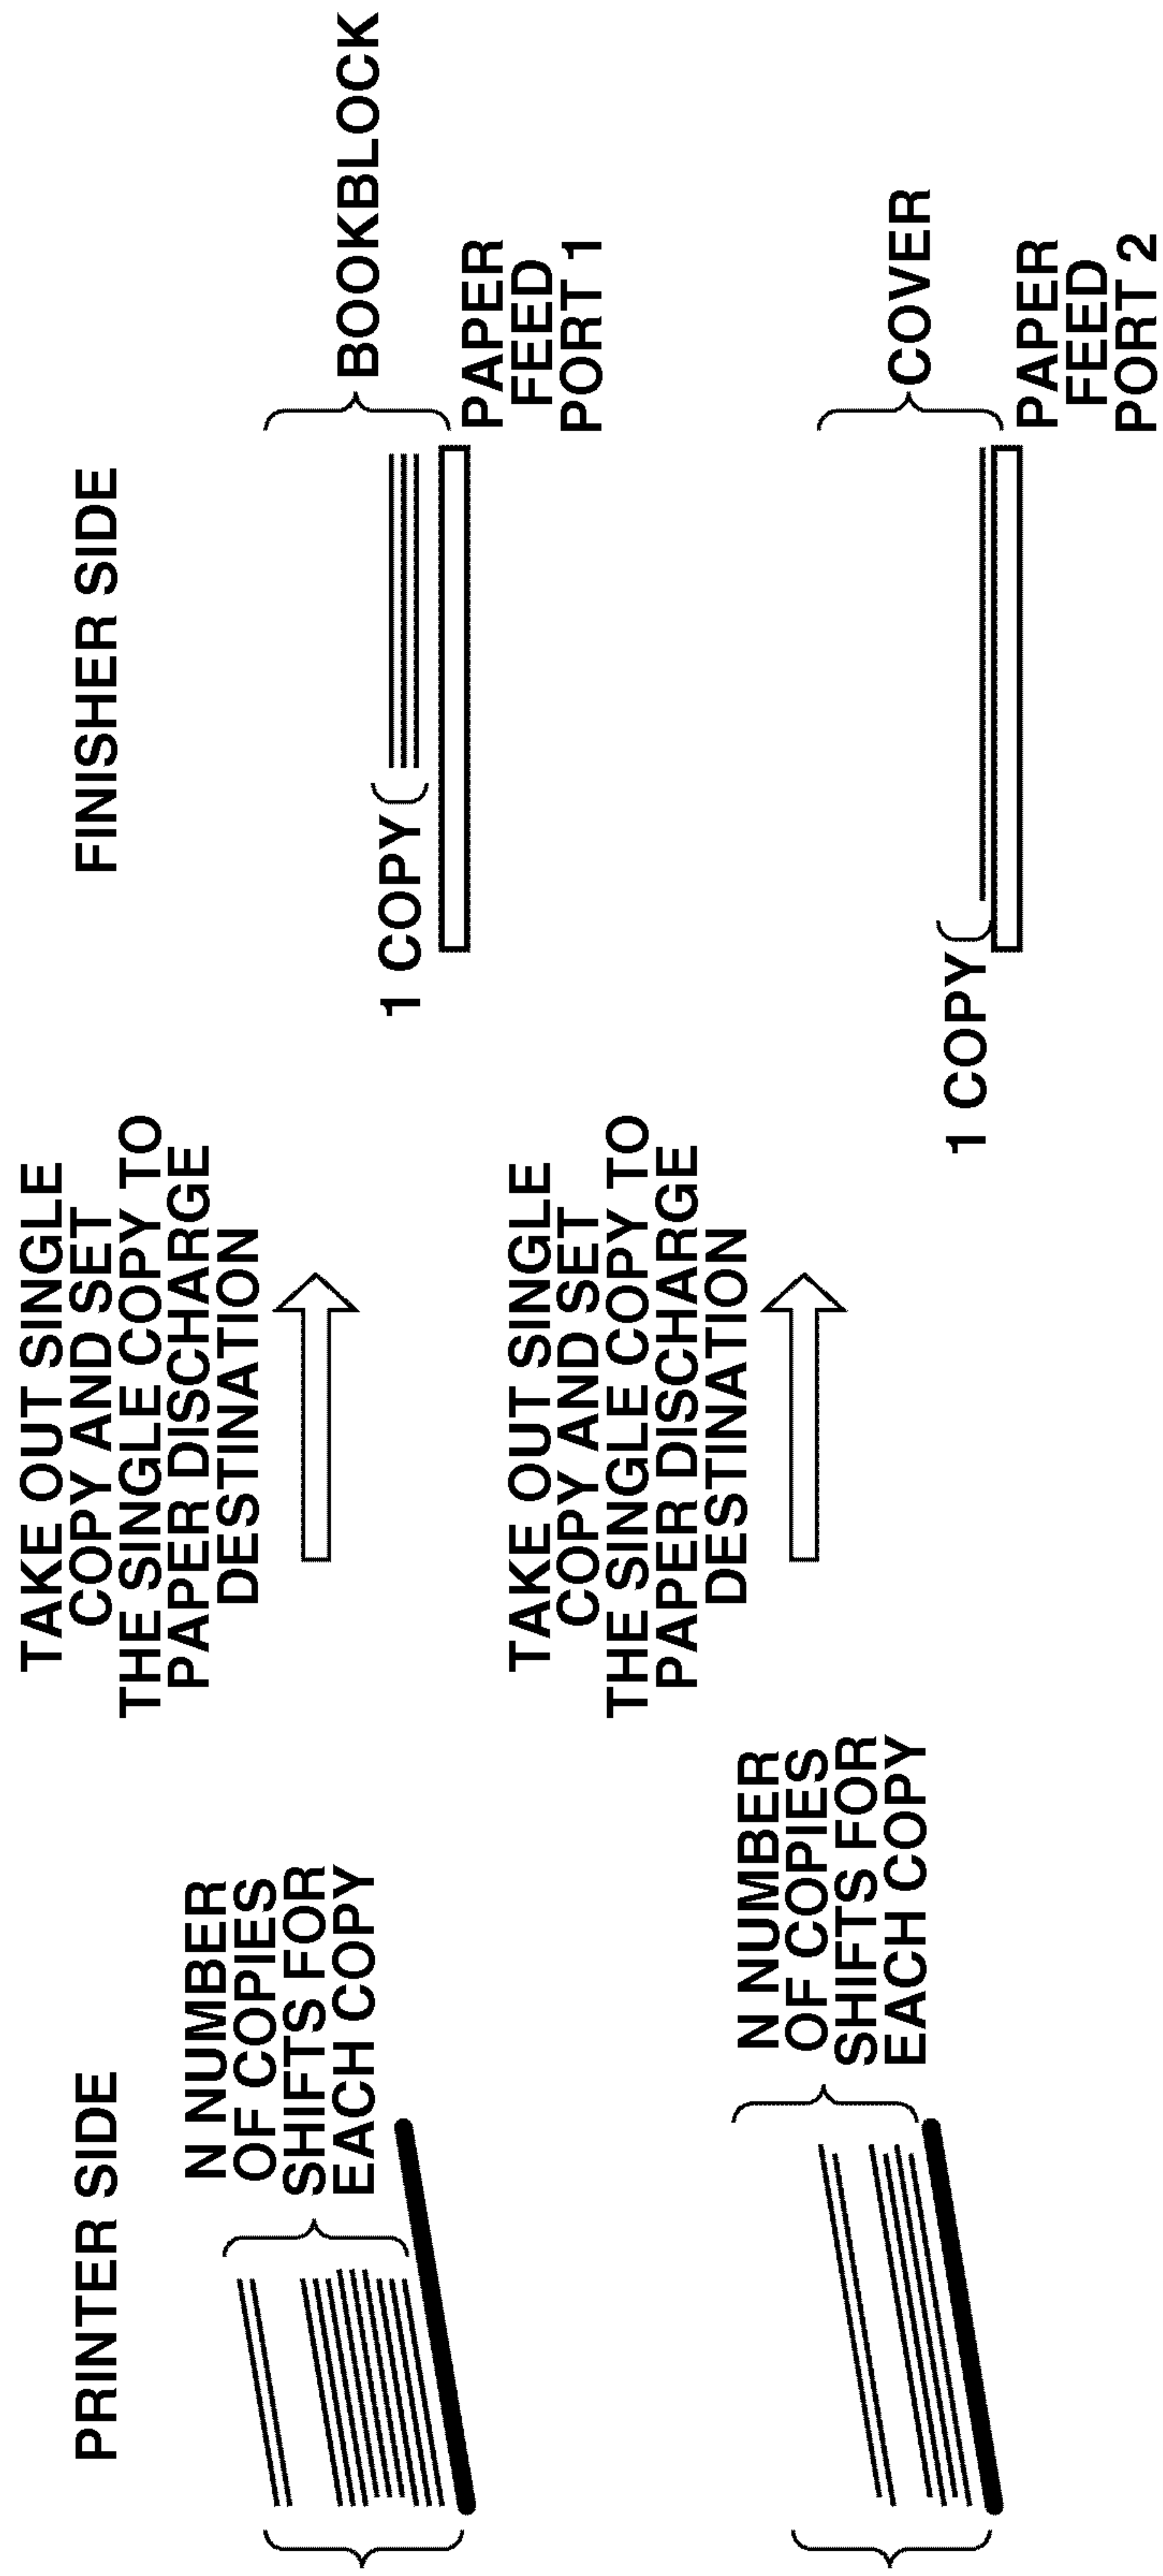 PRINTER SIDE
FINISHER SIDE
N NUMBER
OF COPIES
SHIFTS FOR
EACH COPY
TAKE OUT SINGLE
COPY AND SET
THE SINGLE COPY TO
PAPER DISCHARGE
DESTINATION
1 COPY
BOOKBLOCK
PAPER
FEED
PORT 1
N NUMBER
OF COPIES
SHIFTS FOR
EACH COPY
TAKE OUT SINGLE
COPY AND SET
THE SINGLE COPY TO
PAPER DISCHARGE
DESTINATION
1 COPY
COVER
PAPER
FEED
PORT 2